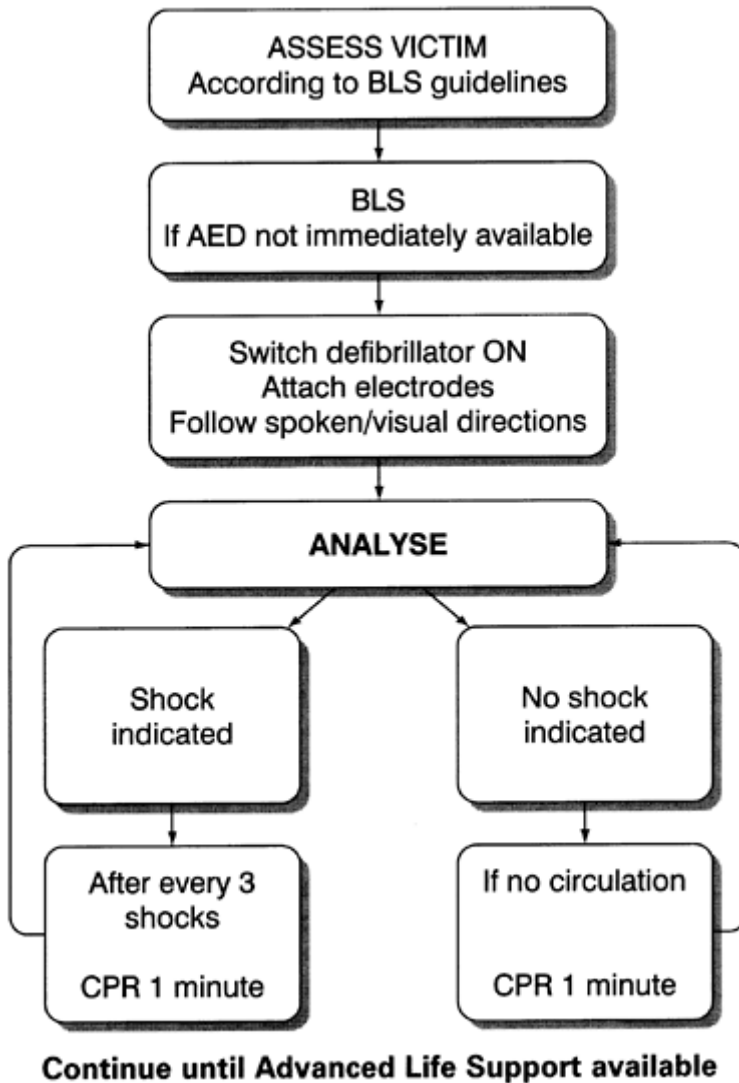 ASSESS VICTIM
According to BLS guidelines
BLS
If AED not immediately available
Switch defibrillator ON
Attach electrodes
Follow spoken/visual directions
ANALYSE
Shock
indicated
No shock
indicated
After every 3
shocks
CPR 1 minute
If no circulation
CPR 1 minute
Continue until Advanced Life Support available